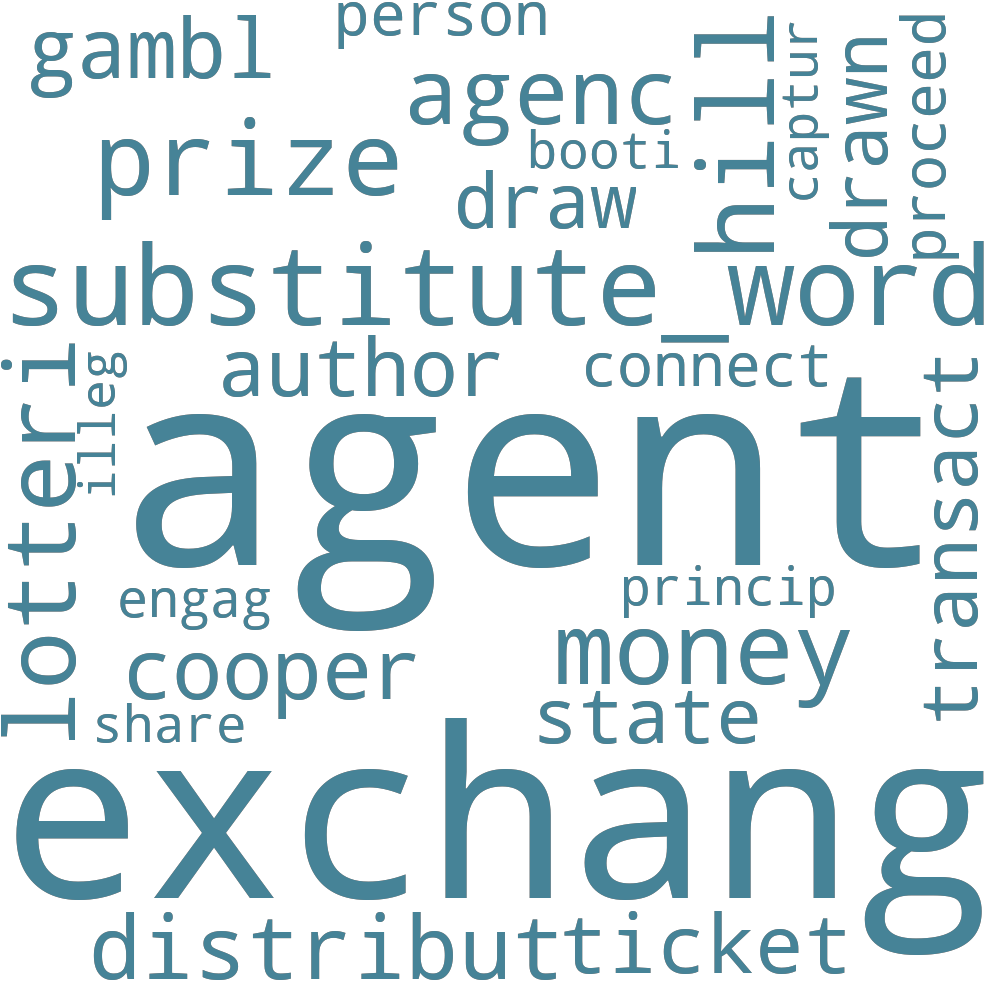 person
gambl
agenc
hill
captur
drawn
proceed
prize
booti
draw
substitute_word
lotteri
illeg
author
connect
transact
agent
engag
princip
cooper
money
share
state
exchang
distribut
ticket